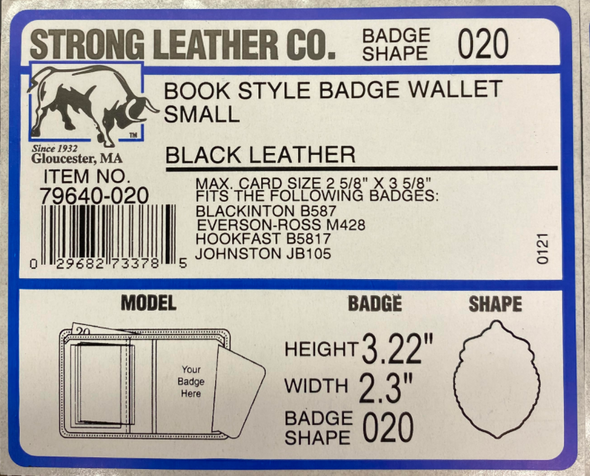 STRONG LEATHER CO.
BADGE
SHAPE 020
BOOK STYLE BADGE WALLET
SMALL
TM
Since 1932
Gloucester, MA
BLACK LEATHER
ITEM NO.
79640-020
MAX. CARD SIZE 2 5/8" X 3 5/8"
FITS THE FOLLOWING BADGES:
BLACKINTON B587
EVERSON-ROSS M428
HOOKFAST B5817
JOHNSTON JB105
0 29682 73378 5
0121
MODEL
20
Your
Badge
Here
BADGE
HEIGHT 3.22"
WIDTH 2.3"
BADGE
SHAPE 020
SHAPE